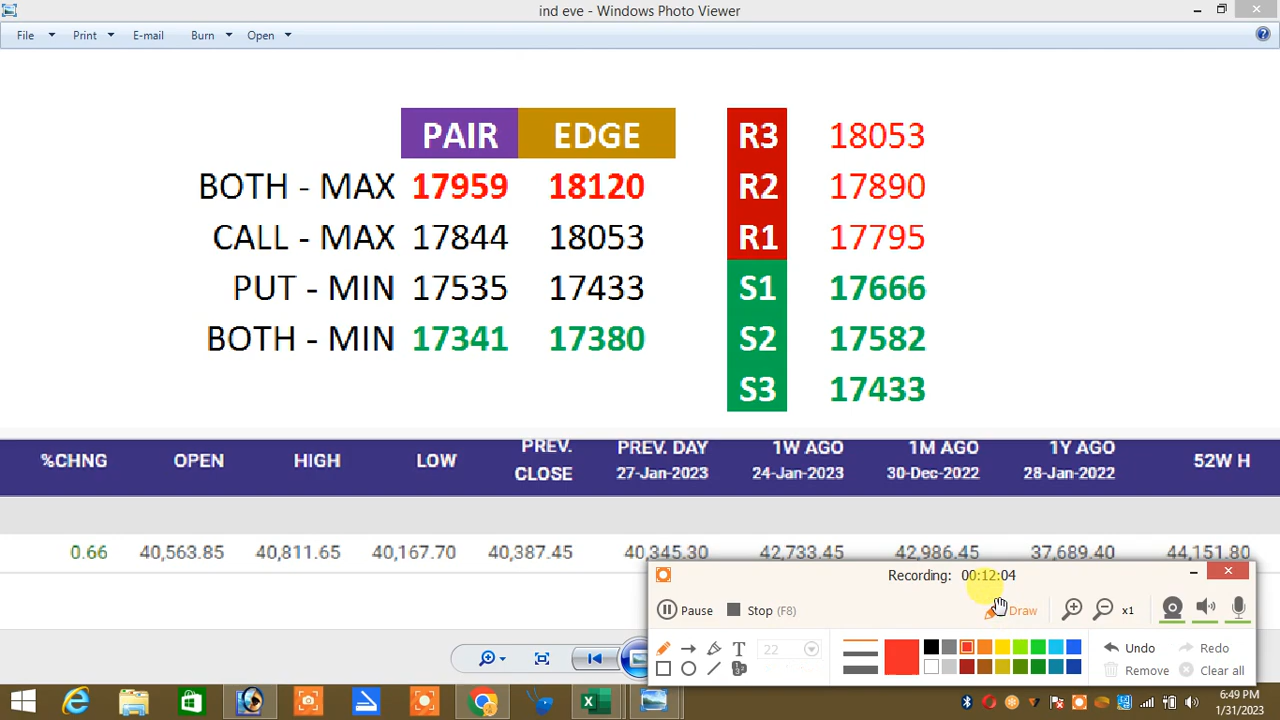 ind eve - Windows Photo Viewer
File Print E-mail Burn Open
PAIR EDGE
BOTH - MAX 17959 18120
CALL - MAX 17844 18053
PUT - MIN 17535 17433
BOTH - MIN 17341 17380
R3 18053
R2 17890
R1 17795
S1 17666
S2 17582
S3 17433
%CHNG OPEN HIGH LOW PREV. CLOSE PREV. DAY 27-Jan-2023 1W AGO 24-Jan-2023 1M AGO 30-Dec-2022 1Y AGO 28-Jan-2022 52W H
0.66 40,563.85 40,811.65 40,167.70 40,387.45 40,345.30 42,733.45 42,986.45 37,689.40 44,151.80
Recording: 00:12:04
Pause Stop (F8) Draw x1
T 22 Undo Redo
Remove Clear all
6:49 PM
1/31/2023